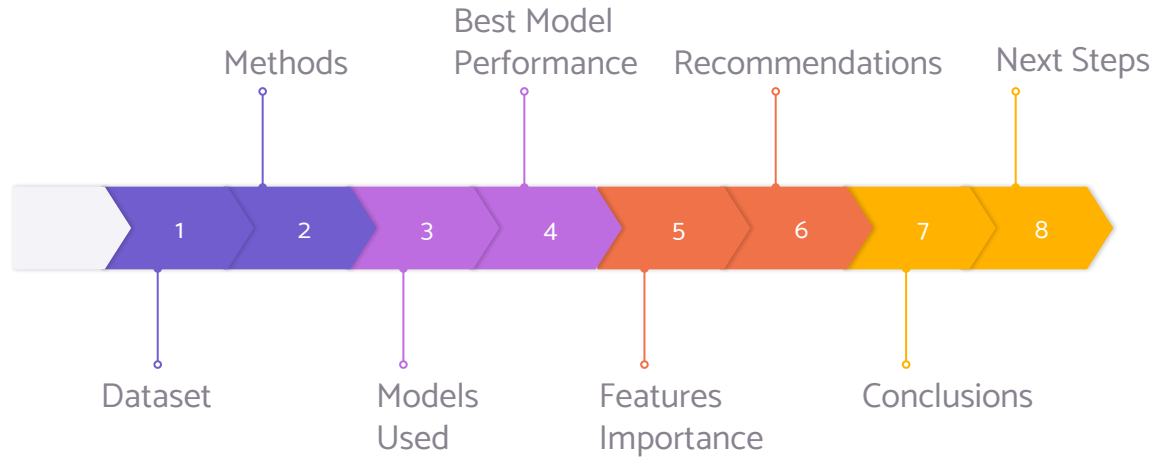 Best Model
Performance
Methods
Recommendations
Next Steps
1
2
3
4
5
6
7
8
Dataset
Models
Used
Features
Importance
Conclusions